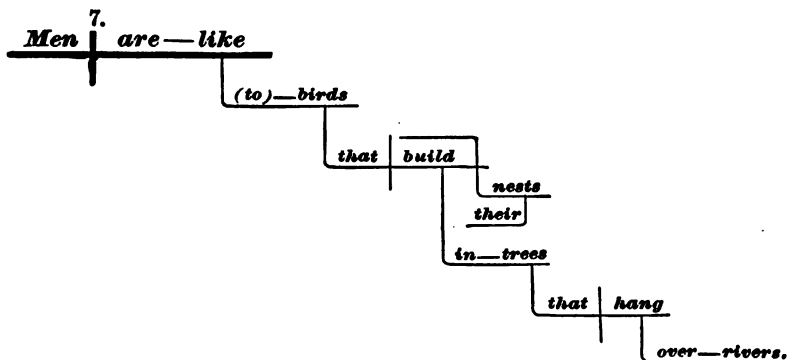 7.
Men are—like
(to)—birds
that build
nests
their
in—trees
that hang
over—rivers.